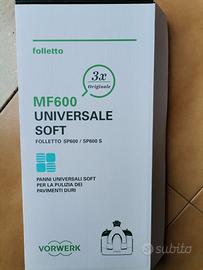 folletto
3x
Originale
MF600
UNIVERSALE
SOFT
FOLLETTO SP600 / SP600 S
PANNI UNIVERSALI SOFT
PER LA PULIZIA DEI
PAVIMENTI DURI
VORWERK
subito